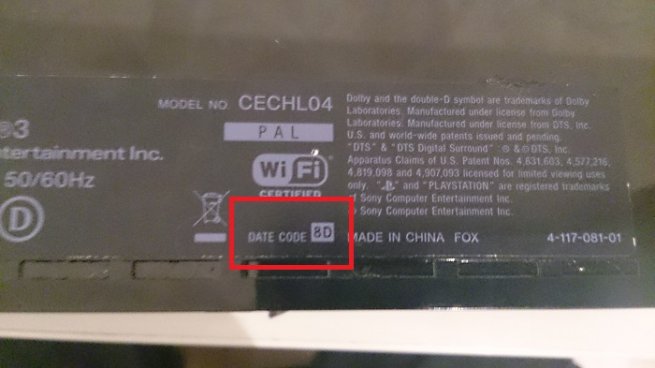 MODEL NO CECHL04
PAL
3
ntertainment Inc.
50/60Hz
D
Wi Fi
CERTIFIED
DATE CODE 8D
Dolby and the double-D symbol are trademarks of Dolby
Laboratories. Manufactured under license from Dolby
Laboratories. Manufactured under license from DTS, Inc.
U.S. and world-wide patents issued and pending.
"DTS" & "DTS Digital Surround" ® & © DTS, Inc.
Apparatus Claims of U.S. Patent Nos. 4,631,603, 4,577,216,
4,819,098 and 4,907,093 licensed for limited viewing uses
only. and "PLAYSTATION" are registered trademarks
of Sony Computer Entertainment Inc.
Sony Computer Entertainment Inc.
MADE IN CHINA FOX 4-117-081-01